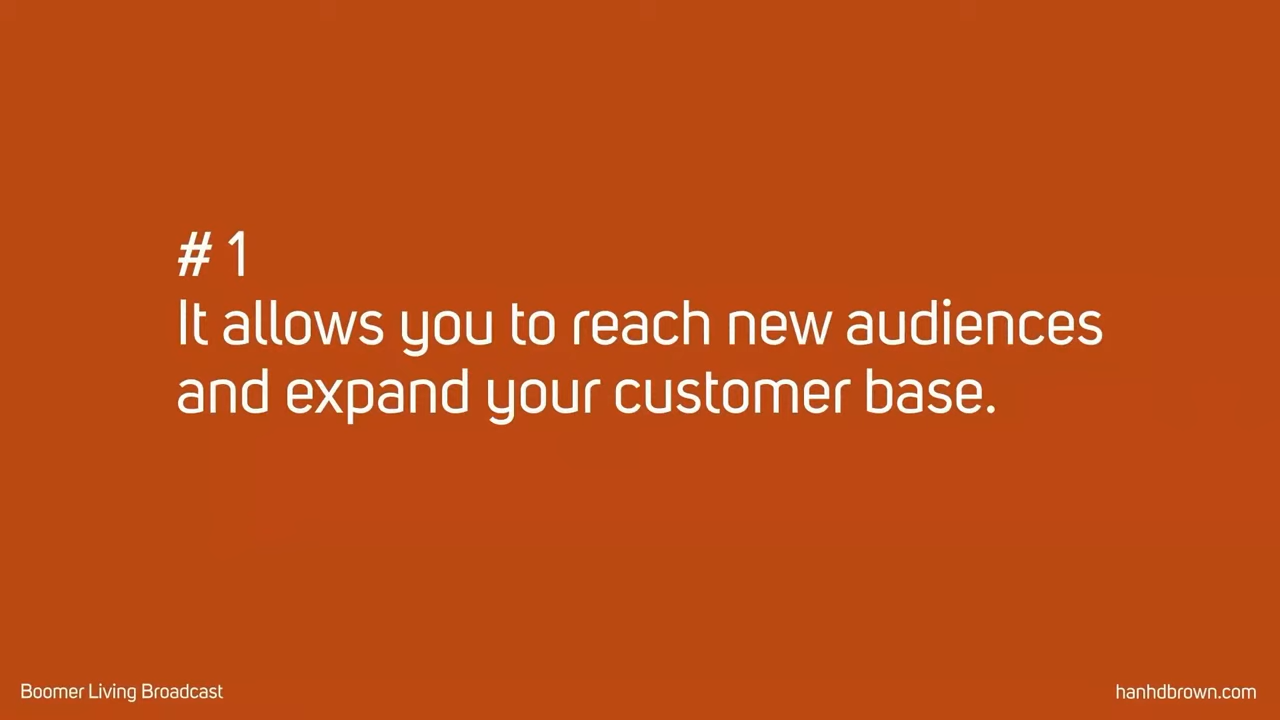 # 1
It allows you to reach new audiences
and expand your customer base.
Boomer Living Broadcast
hanhdbrown.com